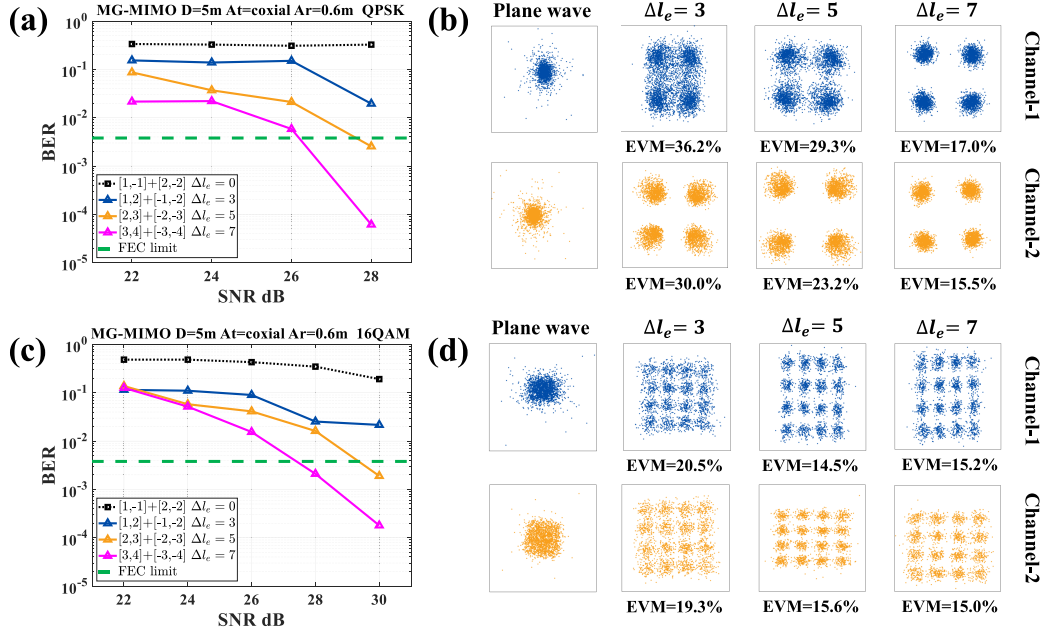 (a)
MG-MIMO D=5m At=coxial Ar=0.6m QPSK
10^0
10^-1
10^-2
10^-3
10^-4
10^-5
BER
[1,-1]+[2,-2] Δl_e = 0
[1,2]+[-1,-2] Δl_e = 3
[2,3]+[-2,-3] Δl_e = 5
[3,4]+[-3,-4] Δl_e = 7
FEC limit
22 24 26 28
SNR dB
(b)
Plane wave Δl_e= 3 Δl_e= 5 Δl_e= 7
Channel-1
EVM=36.2% EVM=29.3% EVM=17.0%
Channel-2
EVM=30.0% EVM=23.2% EVM=15.5%
(c)
MG-MIMO D=5m At=coxial Ar=0.6m 16QAM
10^0
10^-1
10^-2
10^-3
10^-4
10^-5
BER
[1,-1]+[2,-2] Δl_e = 0
[1,2]+[-1,-2] Δl_e = 3
[2,3]+[-2,-3] Δl_e = 5
[3,4]+[-3,-4] Δl_e = 7
FEC limit
22 24 26 28 30
SNR dB
(d)
Plane wave Δl_e= 3 Δl_e= 5 Δl_e= 7
Channel-1
EVM=20.5% EVM=14.5% EVM=15.2%
Channel-2
EVM=19.3% EVM=15.6% EVM=15.0%